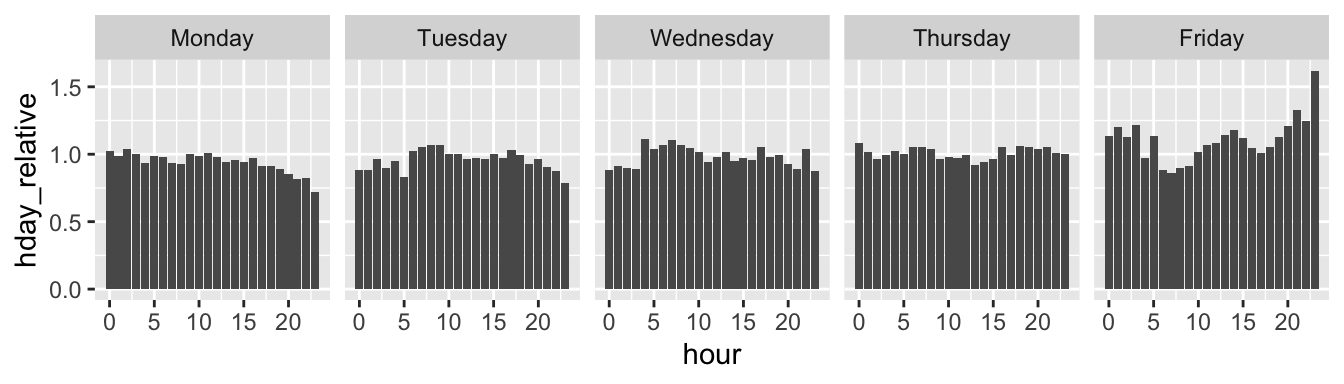 Monday Tuesday Wednesday Thursday Friday
hday_relative
1.5
1.0
0.5
0.0
0 5 10 15 20 0 5 10 15 20 0 5 10 15 20 0 5 10 15 20 0 5 10 15 20
hour